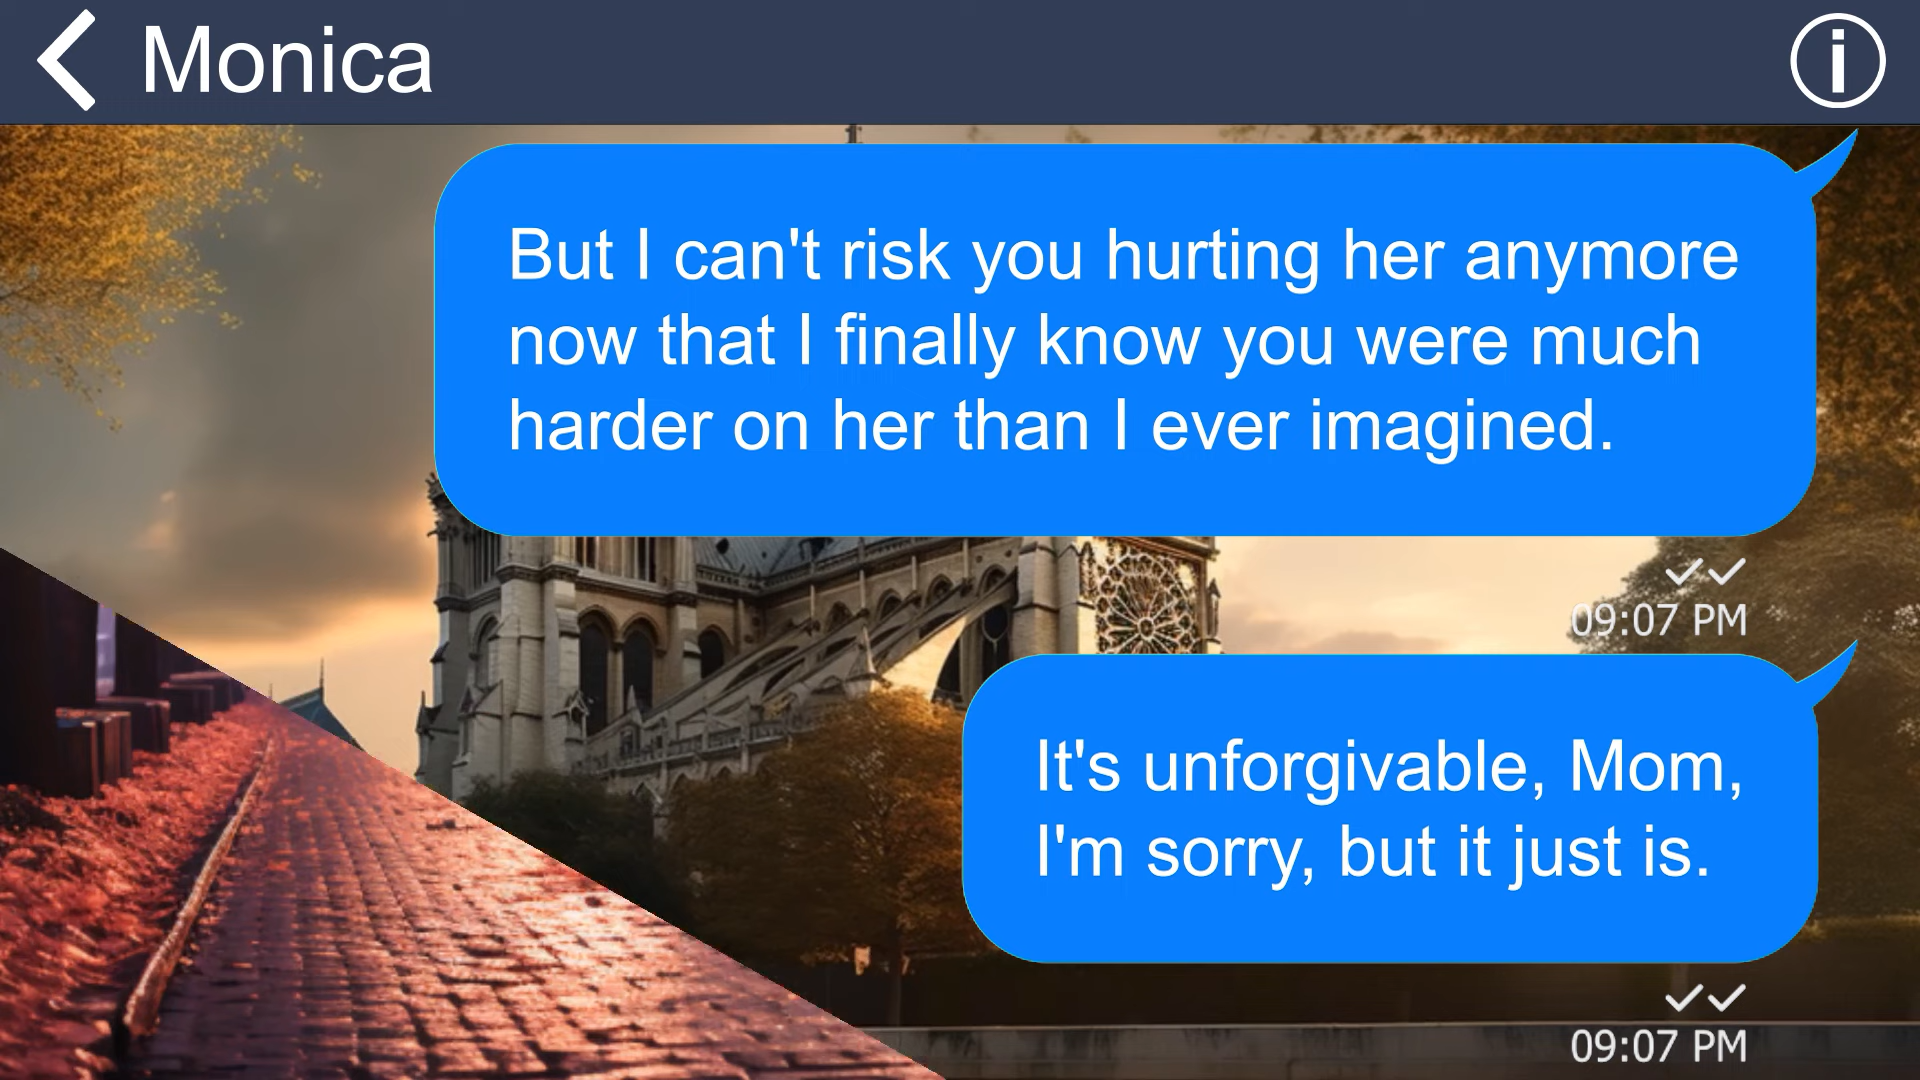 Monica
But I can't risk you hurting her anymore
now that I finally know you were much
harder on her than I ever imagined.
09:07 PM
It's unforgivable, Mom,
I'm sorry, but it just is.
09:07 PM